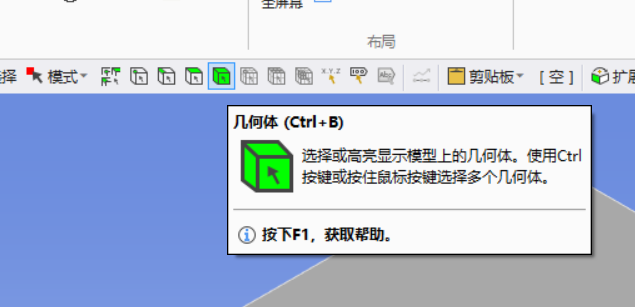 全屏幕
布局
选择 模式 剪贴板 [ 空 ] 扩展
几何体 (Ctrl+B)
选择或高亮显示模型上的几何体。使用Ctrl
按键或按住鼠标按键选择多个几何体。
按下F1，获取帮助。